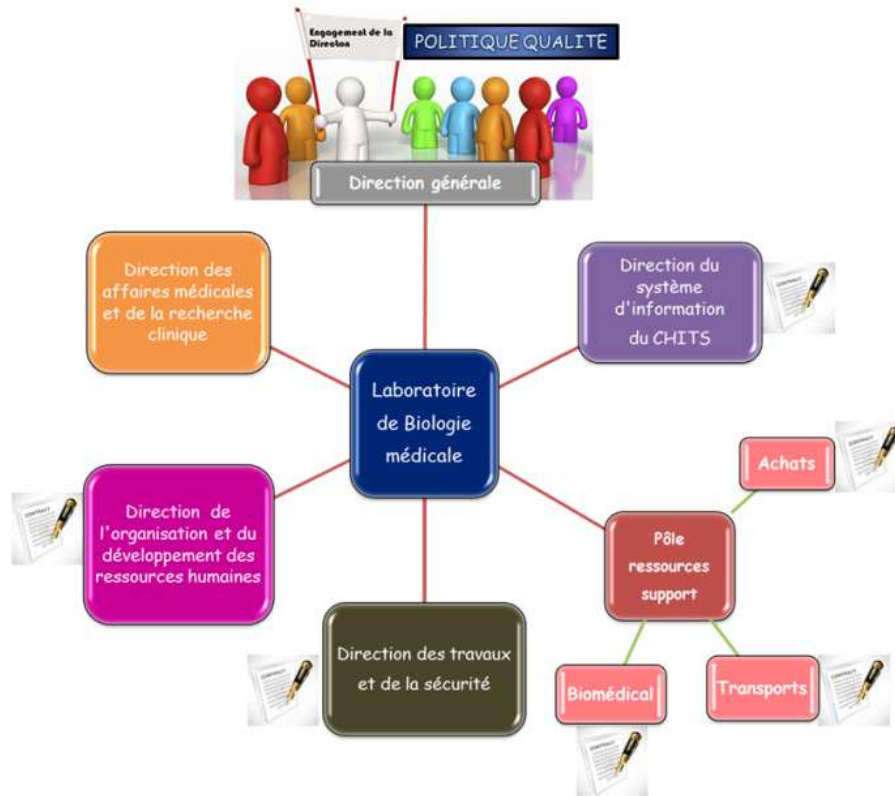 Engagement de la
Directon
POLITIQUE QUALITE
Direction générale
Direction des
affaires médicales
et de la recherche
clinique
Direction du
système
d'information
du CHITS
Laboratoire
de Biologie
médicale
Achats
Direction de
l'organisation et du
développement des
ressources humaines
Pôle
ressources
support
Direction des travaux
et de la sécurité
Biomédical
Transports